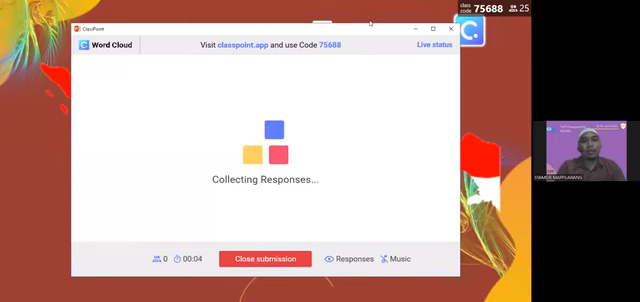 class code 75688 25
ClassPoint
Word Cloud
Visit classpoint.app and use Code 75688
Live status
Collecting Responses...
0 00:04
Close submission
Responses
Music